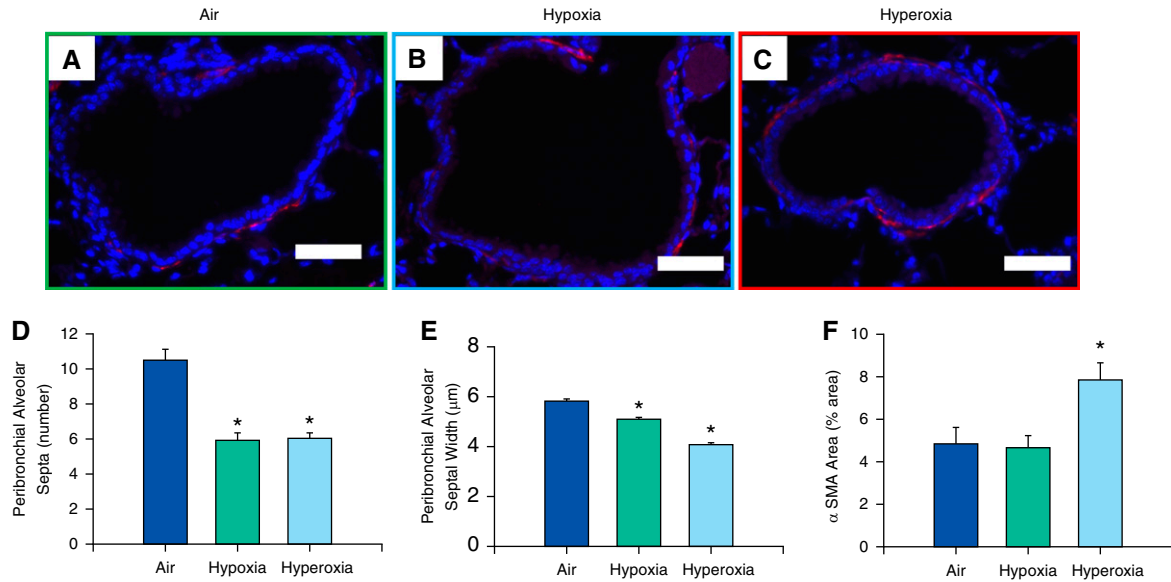 Air
Hypoxia
Hyperoxia
A
B
C
D
Peribronchial Alveolar
Septa (number)
12
10
8
6
4
2
0
*
*
Air
Hypoxia
Hyperoxia
E
Peribronchial Alveolar
Septal Width (μm)
8
6
4
2
0
*
*
Air
Hypoxia
Hyperoxia
F
α SMA Area (% area)
10
8
6
4
2
0
*
Air
Hypoxia
Hyperoxia